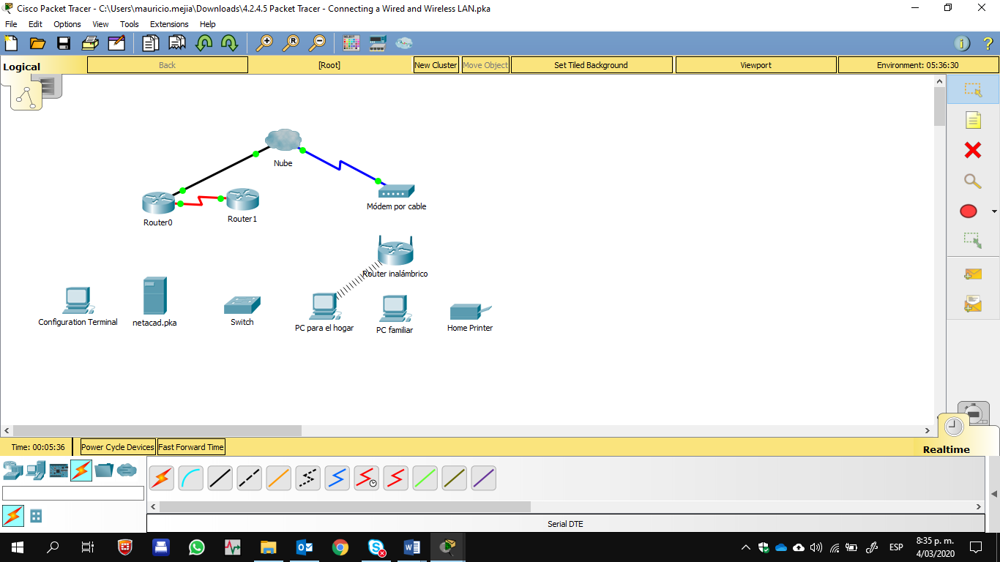 Cisco Packet Tracer - C:\Users\mauricio.mejia\Downloads\4.2.4.5 Packet Tracer - Connecting a Wired and Wireless LAN.pka
File Edit Options View Tools Extensions Help
Logical Back [Root] New Cluster Move Object Set Tiled Background Viewport Environment: 05:36:30
Nube
Módem por cable
Router0
Router1
Router inalámbrico
Configuration Terminal
netacad.pka
Switch
PC para el hogar
PC familiar
Home Printer
Time: 00:05:36 Power Cycle Devices Fast Forward Time Realtime
Serial DTE
ESP
8:35 p. m.
4/03/2020